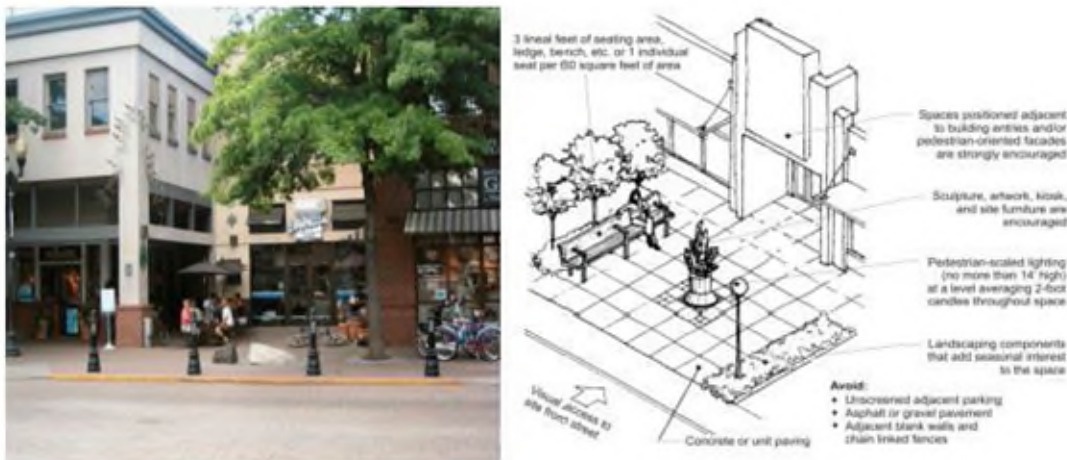 3 lineal feet of seating area,
ledge, bench, etc. or 1 individual
seat per 60 square feet of area
Spaces positioned adjacent
to building entries and/or
pedestrian-oriented facades
are strongly encouraged
Sculpture, artwork, kiosk,
and site furniture are
encouraged
Pedestrian-scaled lighting
(no more than 14' high)
at a level averaging 2-foot
candles throughout space
Landscaping components
that add seasonal interest
to the space
Avoid:
• Unscreened adjacent parking
• Asphalt or gravel pavement
• Adjacent blank walls and
chain linked fences
Visual access to
site from street
Concrete or unit paving